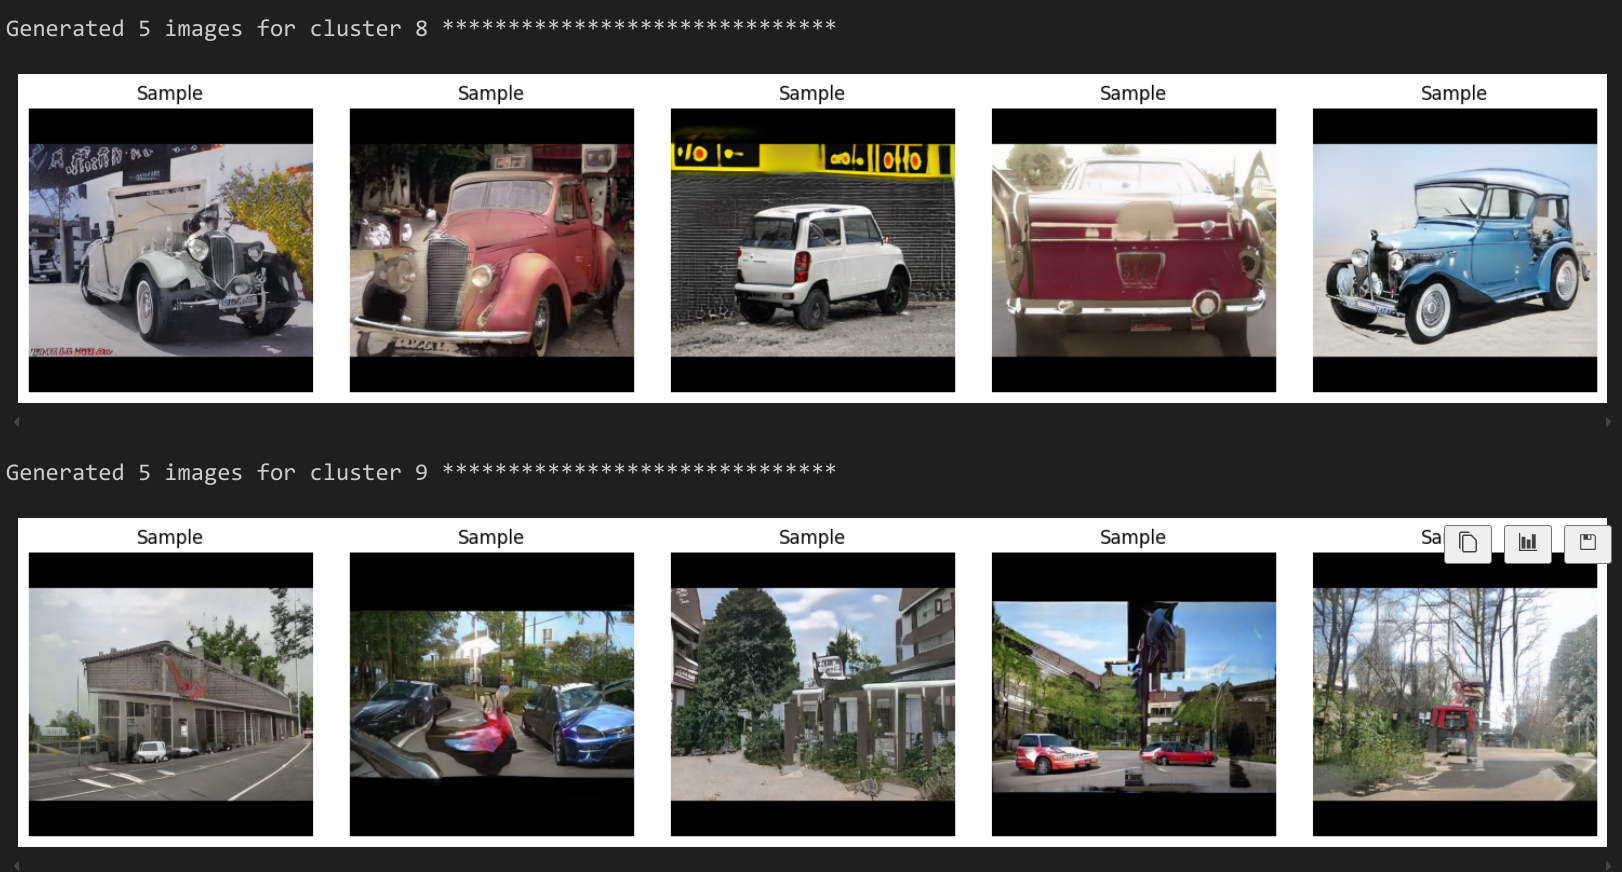 Generated 5 images for cluster 8 ******************************
Sample Sample Sample Sample Sample
Generated 5 images for cluster 9 ******************************
Sample Sample Sample Sample Sa